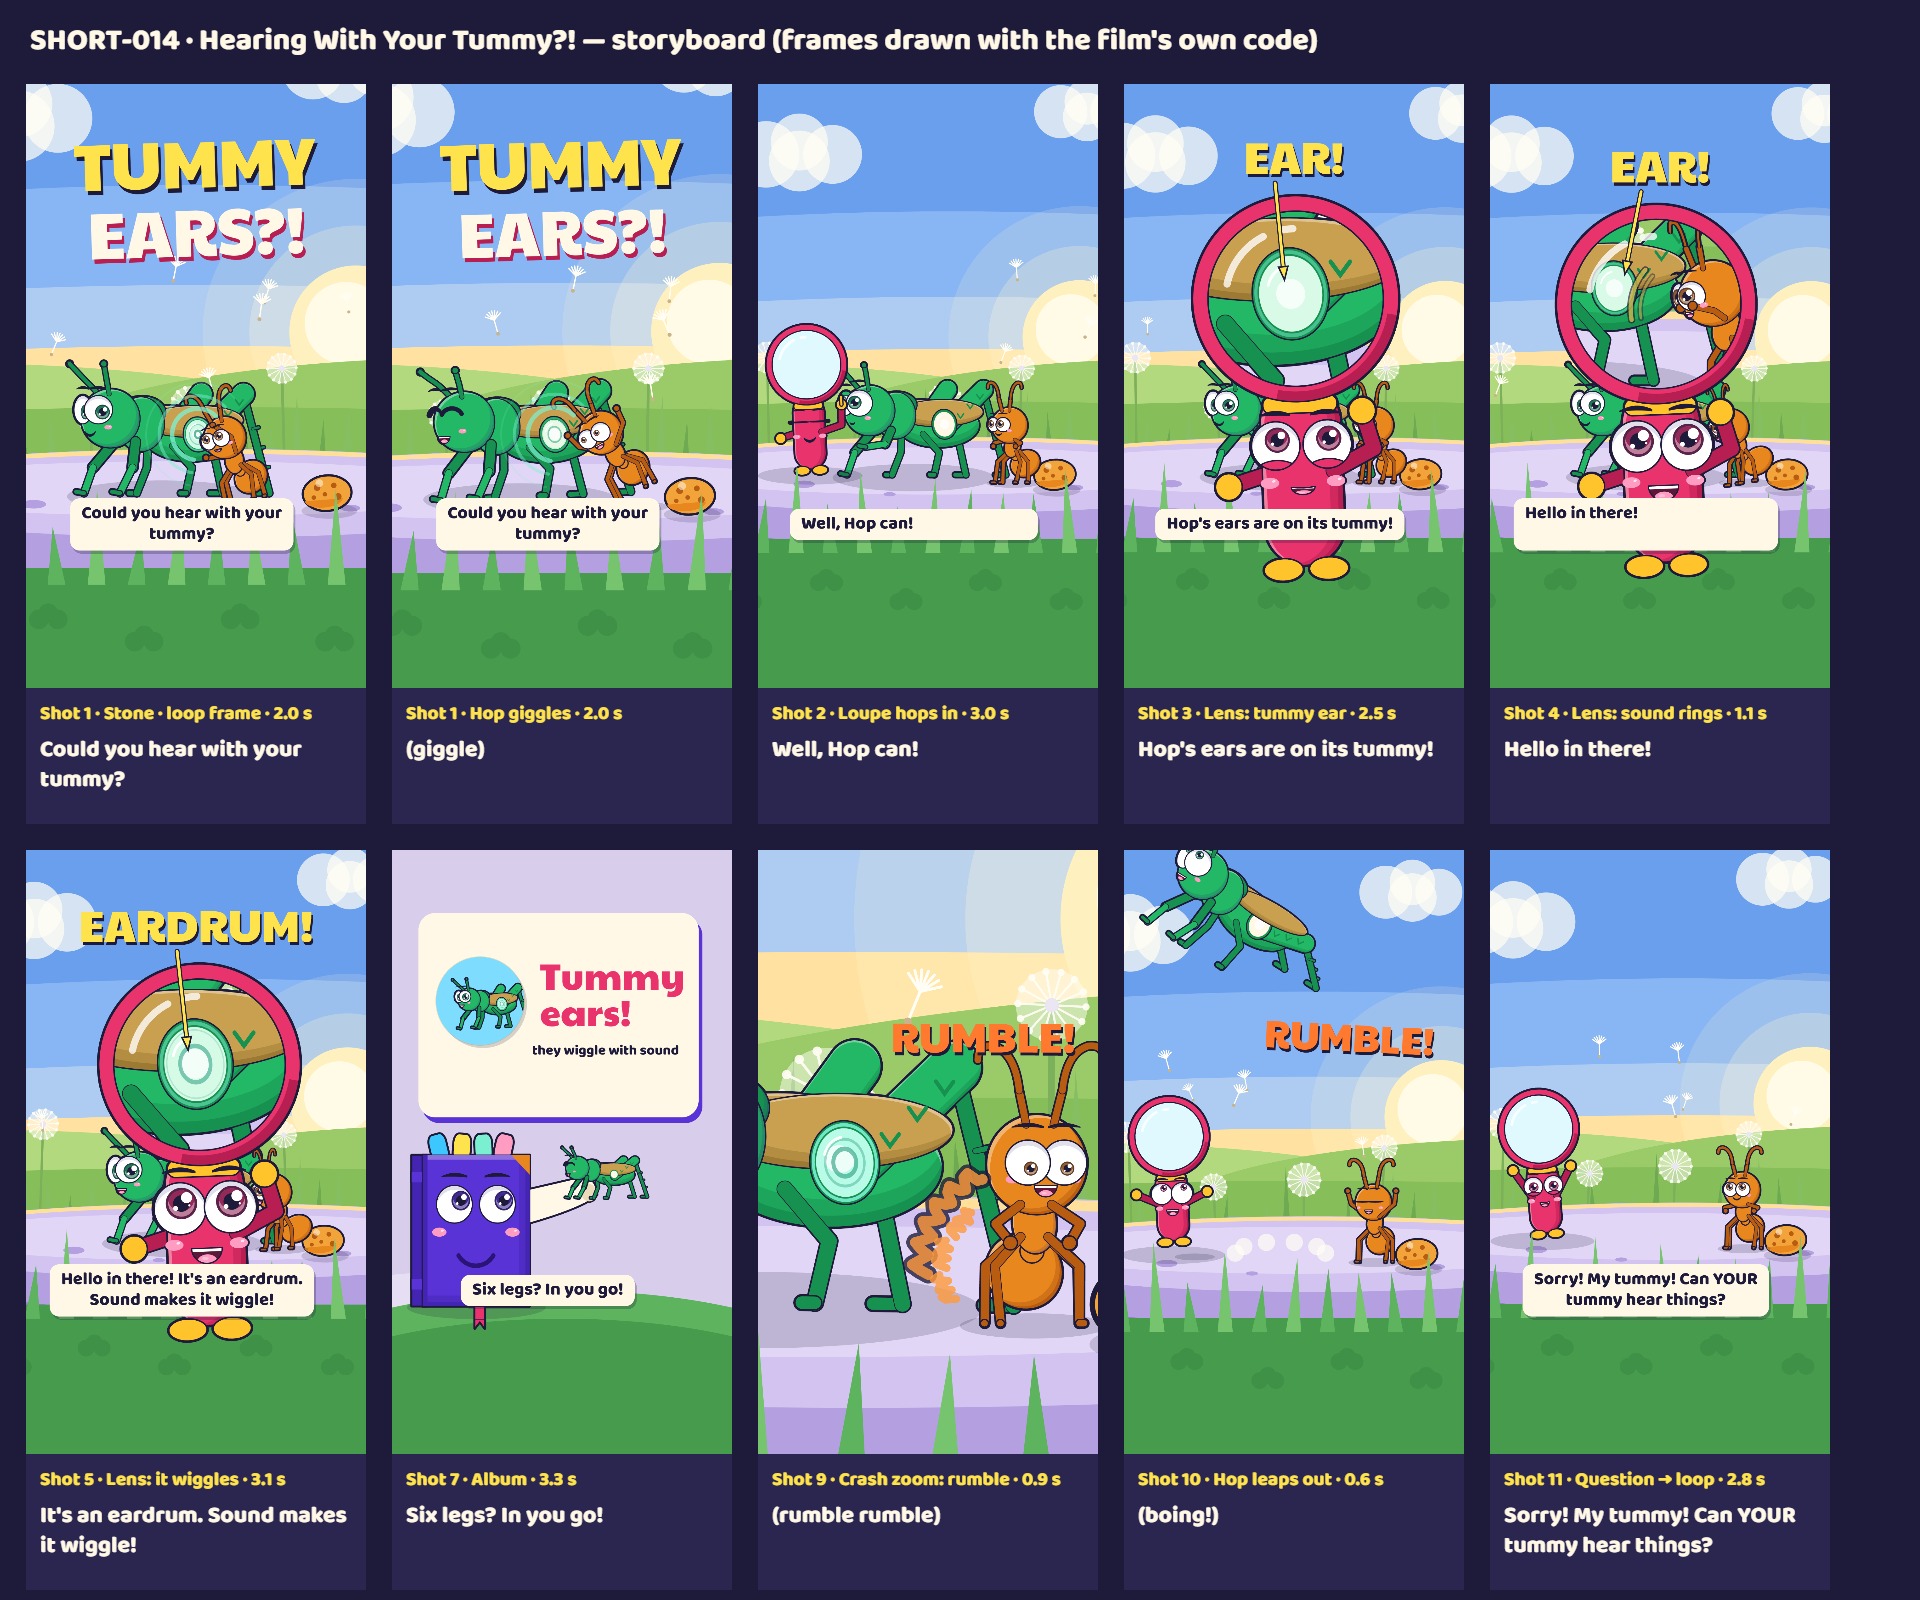 SHORT-014 · Hearing With Your Tummy?! — storyboard (frames drawn with the film's own code)
TUMMY
EARS?!
Could you hear with your
tummy?
Shot 1 · Stone · loop frame · 2.0 s
Could you hear with your
tummy?
TUMMY
EARS?!
Could you hear with your
tummy?
Shot 1 · Hop giggles · 2.0 s
(giggle)
Well, Hop can!
Shot 2 · Loupe hops in · 3.0 s
Well, Hop can!
EAR!
Hop's ears are on its tummy!
Shot 3 · Lens: tummy ear · 2.5 s
Hop's ears are on its tummy!
EAR!
Hello in there!
Shot 4 · Lens: sound rings · 1.1 s
Hello in there!
EARDRUM!
Hello in there! It's an eardrum.
Sound makes it wiggle!
Shot 5 · Lens: it wiggles · 3.1 s
It's an eardrum. Sound makes
it wiggle!
Tummy
ears!
they wiggle with sound
Six legs? In you go!
Shot 7 · Album · 3.3 s
Six legs? In you go!
RUMBLE!
Shot 9 · Crash zoom: rumble · 0.9 s
(rumble rumble)
RUMBLE!
Shot 10 · Hop leaps out · 0.6 s
(boing!)
Sorry! My tummy! Can YOUR
tummy hear things?
Shot 11 · Question → loop · 2.8 s
Sorry! My tummy! Can YOUR
tummy hear things?